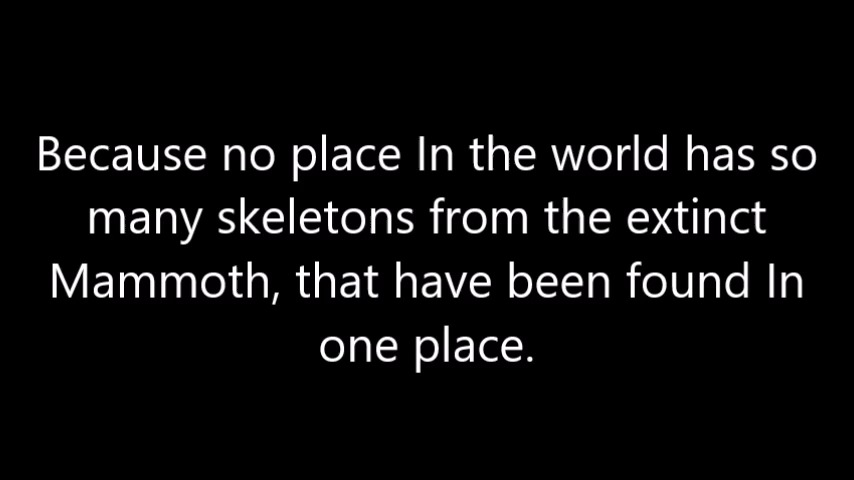 Because no place In the world has so
many skeletons from the extinct
Mammoth, that have been found In
one place.